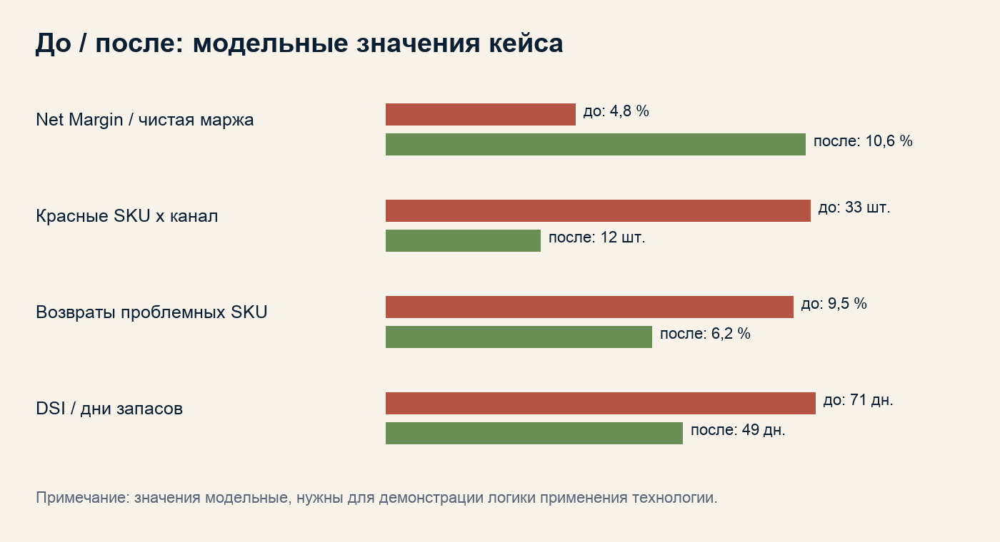 До / после: модельные значения кейса
Net Margin / чистая маржа
до: 4,8 %
после: 10,6 %
Красные SKU x канал
до: 33 шт.
после: 12 шт.
Возвраты проблемных SKU
до: 9,5 %
после: 6,2 %
DSI / дни запасов
до: 71 дн.
после: 49 дн.
Примечание: значения модельные, нужны для демонстрации логики применения технологии.